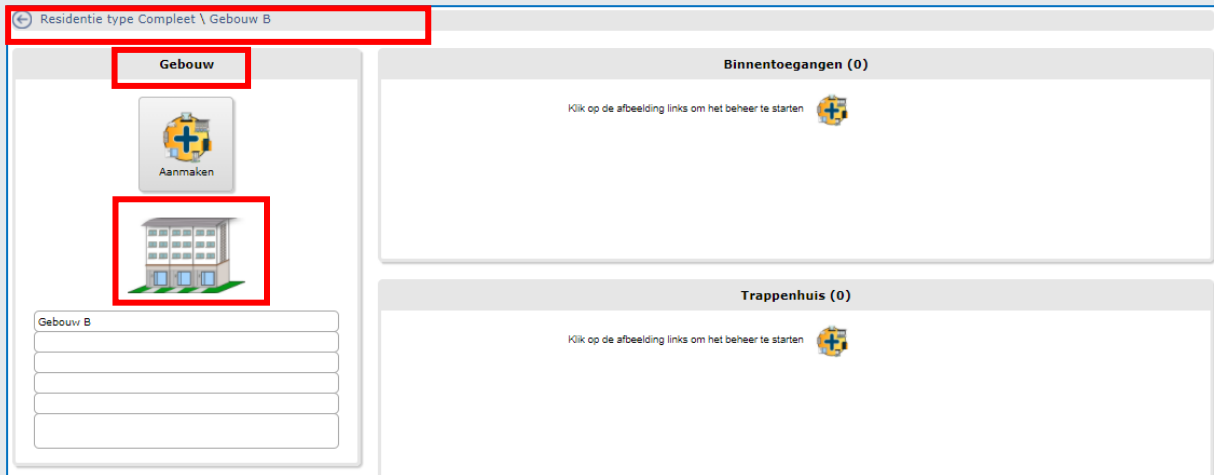 Residentie type Compleet \ Gebouw B
Gebouw
Aanmaken
Gebouw B
Binnentoegangen (0)
Klik op de afbeelding links om het beheer te starten
Trappenhuis (0)
Klik op de afbeelding links om het beheer te starten